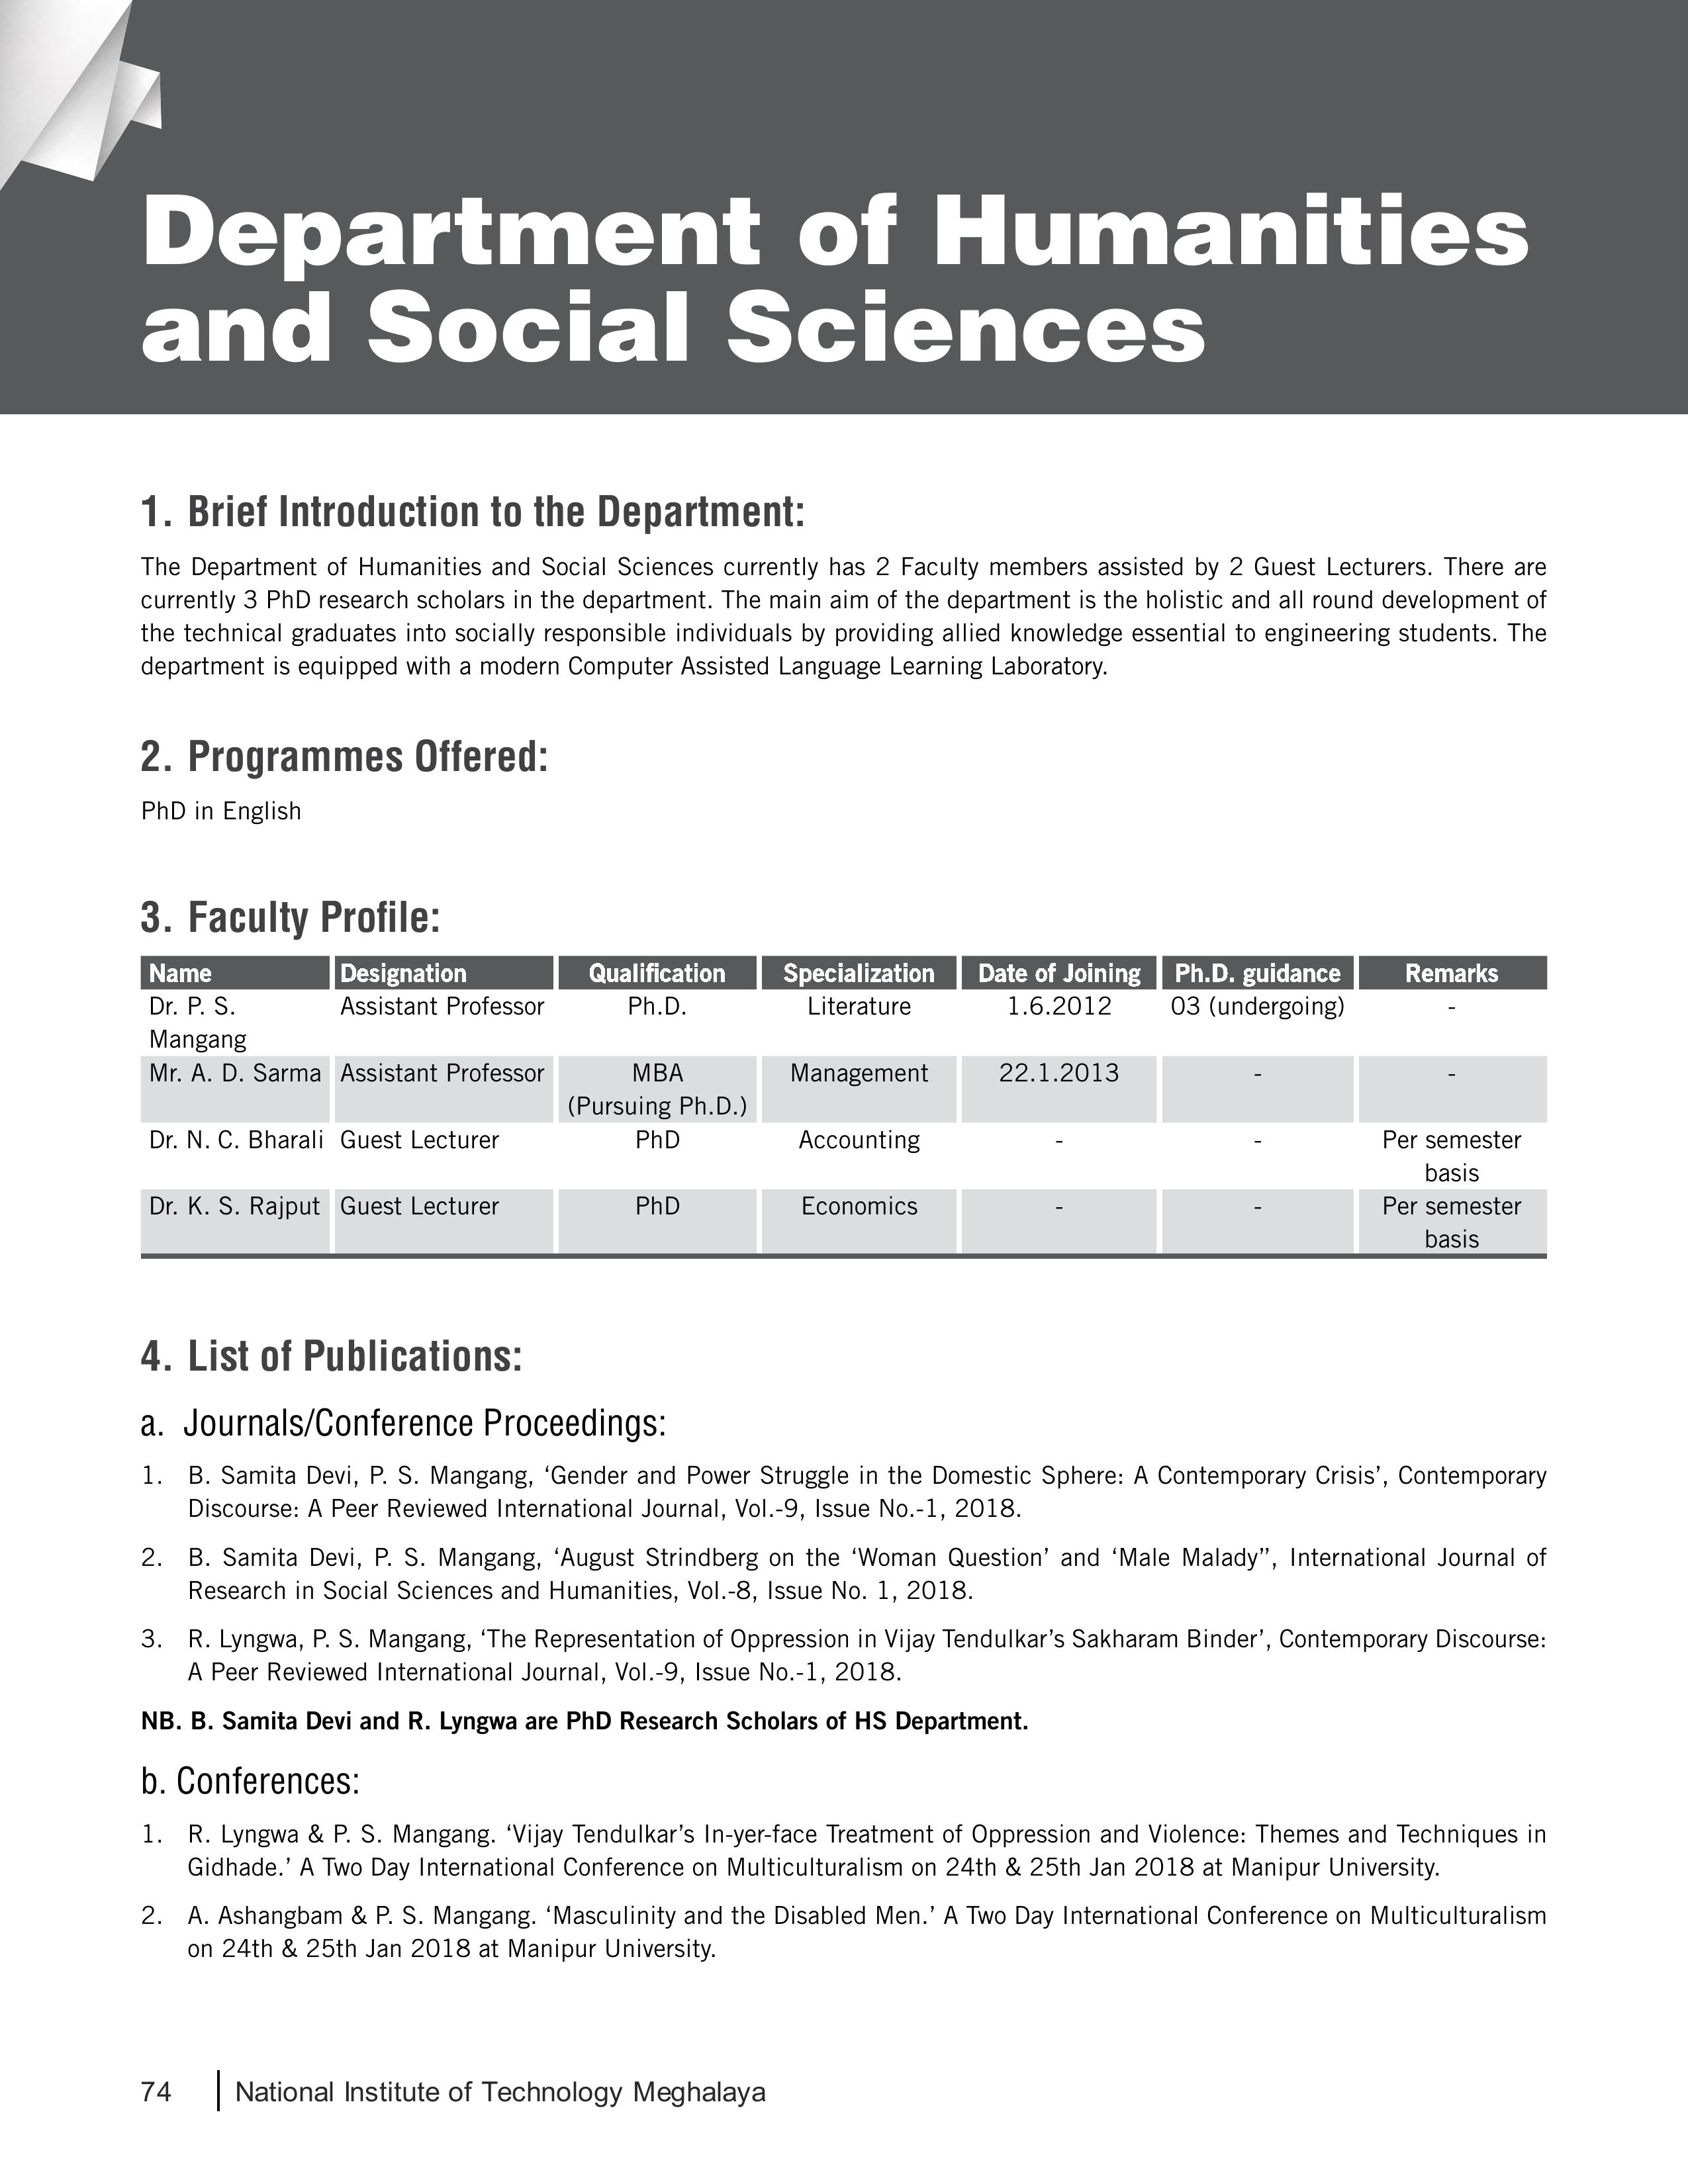 Department of Humanities
and Social Sciences
1. Brief Introduction to the Department:
The Department of Humanities and Social Sciences currently has 2 Faculty members assisted by 2 Guest Lecturers. There are
currently 3 PhD research scholars in the department. The main aim of the department is the holistic and all round development of
the technical graduates into socially responsible individuals by providing allied knowledge essential to engineering students. The
department is equipped with a modern Computer Assisted Language Learning Laboratory.
2. Programmes Offered:
PhD in English
3. Faculty Profile:
Name Designation Qualification Specialization Date of Joining Ph.D. guidance Remarks
Dr. P. S. Assistant Professor Ph.D. Literature 1.6.2012 03 (undergoing) -
Mangang
Mr. A. D. Sarma Assistant Professor MBA Management 22.1.2013 - -
(Pursuing Ph.D.)
Dr. N. C. Bharali Guest Lecturer PhD Accounting - - Per semester
basis
Dr. K. S. Rajput Guest Lecturer PhD Economics - - Per semester
basis
4. List of Publications:
a. Journals/Conference Proceedings:
1. B. Samita Devi, P. S. Mangang, ‘Gender and Power Struggle in the Domestic Sphere: A Contemporary Crisis’, Contemporary
Discourse: A Peer Reviewed International Journal, Vol.-9, Issue No.-1, 2018.
2. B. Samita Devi, P. S. Mangang, ‘August Strindberg on the ‘Woman Question’ and ‘Male Malady’’, International Journal of
Research in Social Sciences and Humanities, Vol.-8, Issue No. 1, 2018.
3. R. Lyngwa, P. S. Mangang, ‘The Representation of Oppression in Vijay Tendulkar’s Sakharam Binder’, Contemporary Discourse:
A Peer Reviewed International Journal, Vol.-9, Issue No.-1, 2018.
NB. B. Samita Devi and R. Lyngwa are PhD Research Scholars of HS Department.
b. Conferences:
1. R. Lyngwa & P. S. Mangang. ‘Vijay Tendulkar’s In-yer-face Treatment of Oppression and Violence: Themes and Techniques in
Gidhade.’ A Two Day International Conference on Multiculturalism on 24th & 25th Jan 2018 at Manipur University.
2. A. Ashangbam & P. S. Mangang. ‘Masculinity and the Disabled Men.’ A Two Day International Conference on Multiculturalism
on 24th & 25th Jan 2018 at Manipur University.
74 National Institute of Technology Meghalaya